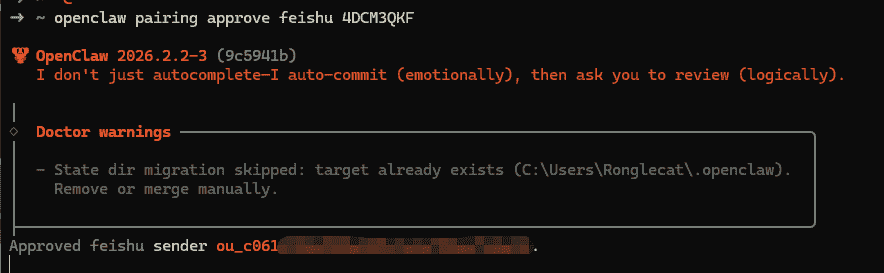 → ~ openclaw pairing approve feishu 4DCM3QKF
OpenClaw 2026.2.2-3 (9c5941b)
I don't just autocomplete—I auto-commit (emotionally), then ask you to review (logically).
Doctor warnings
- State dir migration skipped: target already exists (C:\Users\Ronglecat\.openclaw).
Remove or merge manually.
Approved feishu sender ou_c061 .